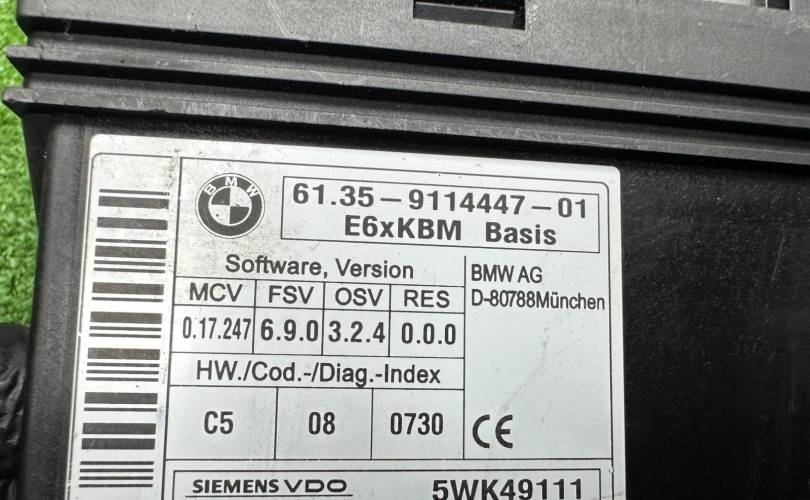 BMW
61.35-9114447-01
E6xKBM Basis
Software, Version
MCV FSV OSV RES
0.17.247 6.9.0 3.2.4 0.0.0
BMW AG
D-80788München
HW./Cod.-/Diag.-Index
C5 08 0730
CE
SIEMENS VDO 5WK49111